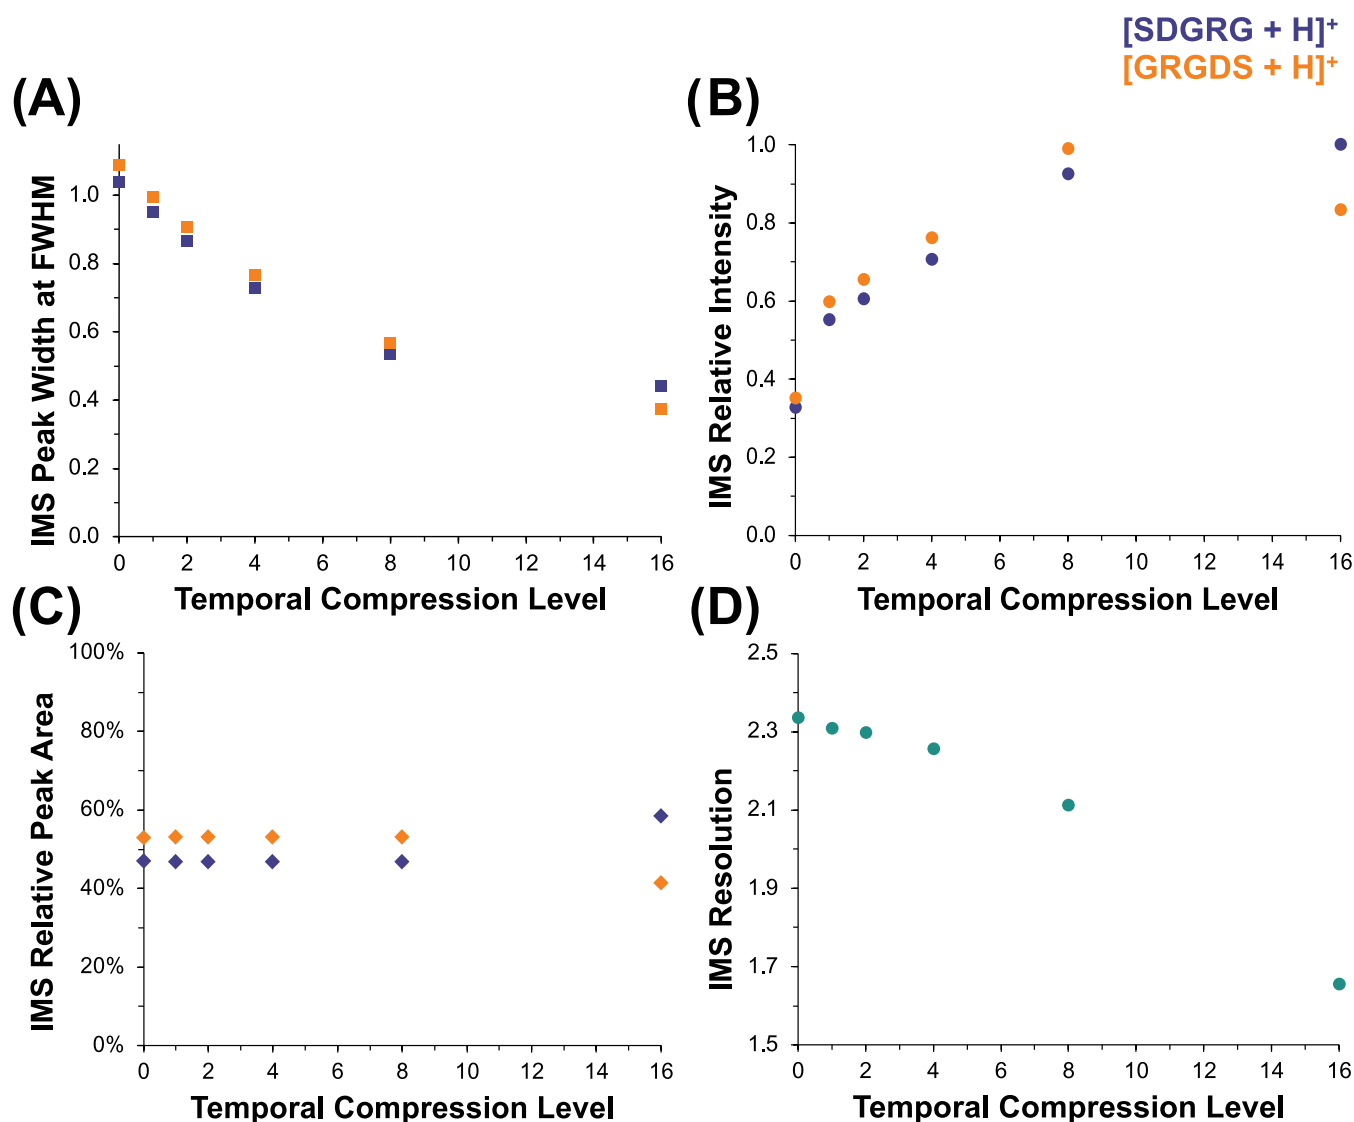 [SDGRG + H]⁺
[GRGDS + H]⁺
(A)
IMS Peak Width at FWHM
1.0
0.8
0.6
0.4
0.2
0.0
0 2 4 6 8 10 12 14 16
Temporal Compression Level
(B)
IMS Relative Intensity
1.0
0.8
0.6
0.4
0.2
0.0
0 2 4 6 8 10 12 14 16
Temporal Compression Level
(C)
IMS Relative Peak Area
100%
80%
60%
40%
20%
0%
0 2 4 6 8 10 12 14 16
Temporal Compression Level
(D)
IMS Resolution
2.5
2.3
2.1
1.9
1.7
1.5
0 2 4 6 8 10 12 14 16
Temporal Compression Level